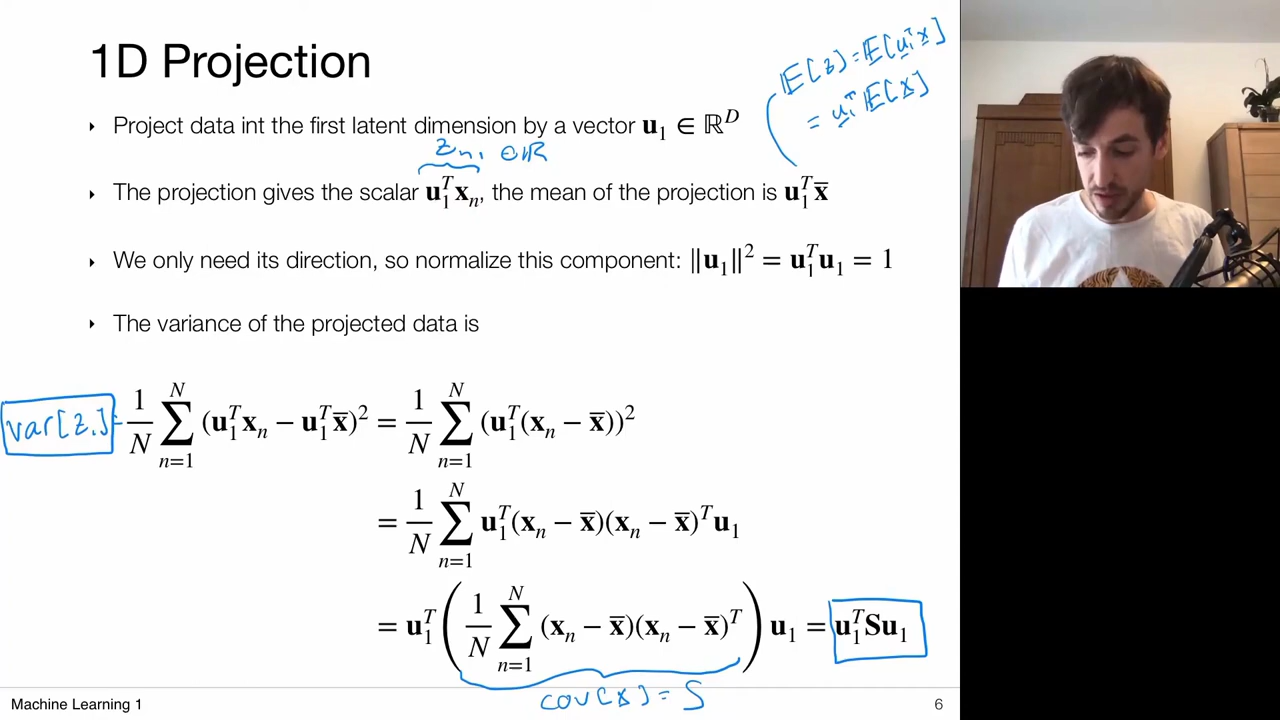 1D Projection
𝔼[z] = 𝔼[u₁ᵀx]
= u₁ᵀ 𝔼[x]
‣ Project data int the first latent dimension by a vector u₁ ∈ ℝᴰ
zₙ₁ ∈ ℝ
‣ The projection gives the scalar u₁ᵀxₙ, the mean of the projection is u₁ᵀx̄
‣ We only need its direction, so normalize this component: ‖u₁‖² = u₁ᵀu₁ = 1
‣ The variance of the projected data is
var[z₁] = 1/N ∑ₙ₌₁ᴺ (u₁ᵀxₙ − u₁ᵀx̄)² = 1/N ∑ₙ₌₁ᴺ (u₁ᵀ(xₙ − x̄))²
= 1/N ∑ₙ₌₁ᴺ u₁ᵀ(xₙ − x̄)(xₙ − x̄)ᵀu₁
= u₁ᵀ (1/N ∑ₙ₌₁ᴺ (xₙ − x̄)(xₙ − x̄)ᵀ) u₁ = u₁ᵀSu₁
cov[x] = S
Machine Learning 1
6